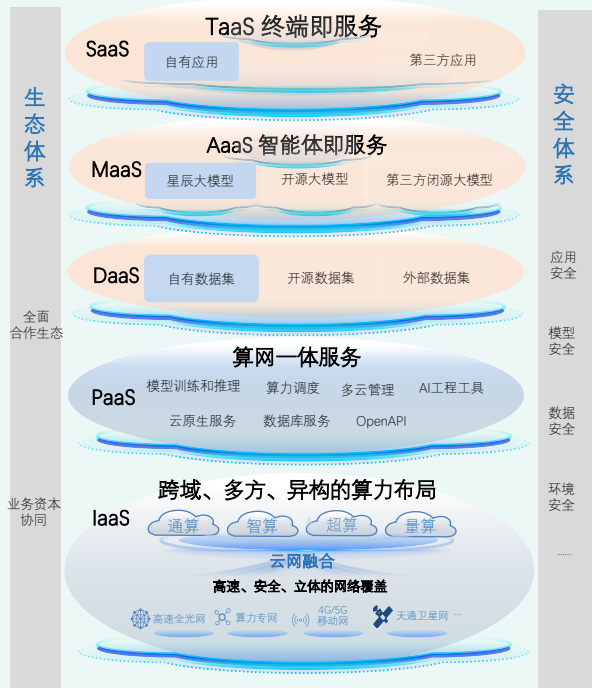 生
态
体
系
全面
合作生态
业务资本
协同
TaaS 终端即服务
SaaS
自有应用
第三方应用
AaaS 智能体即服务
MaaS
星辰大模型
开源大模型
第三方闭源大模型
DaaS
自有数据集
开源数据集
外部数据集
算网一体服务
PaaS
模型训练和推理
算力调度
多云管理
AI工程工具
云原生服务
数据库服务
OpenAPI
跨域、多方、异构的算力布局
IaaS
通算
智算
超算
量算
云网融合
高速、安全、立体的网络覆盖
高速全光网
算力专网
4G/5G
移动网
天通卫星网 ...
安
全
体
系
应用
安全
模型
安全
数据
安全
环境
安全
......